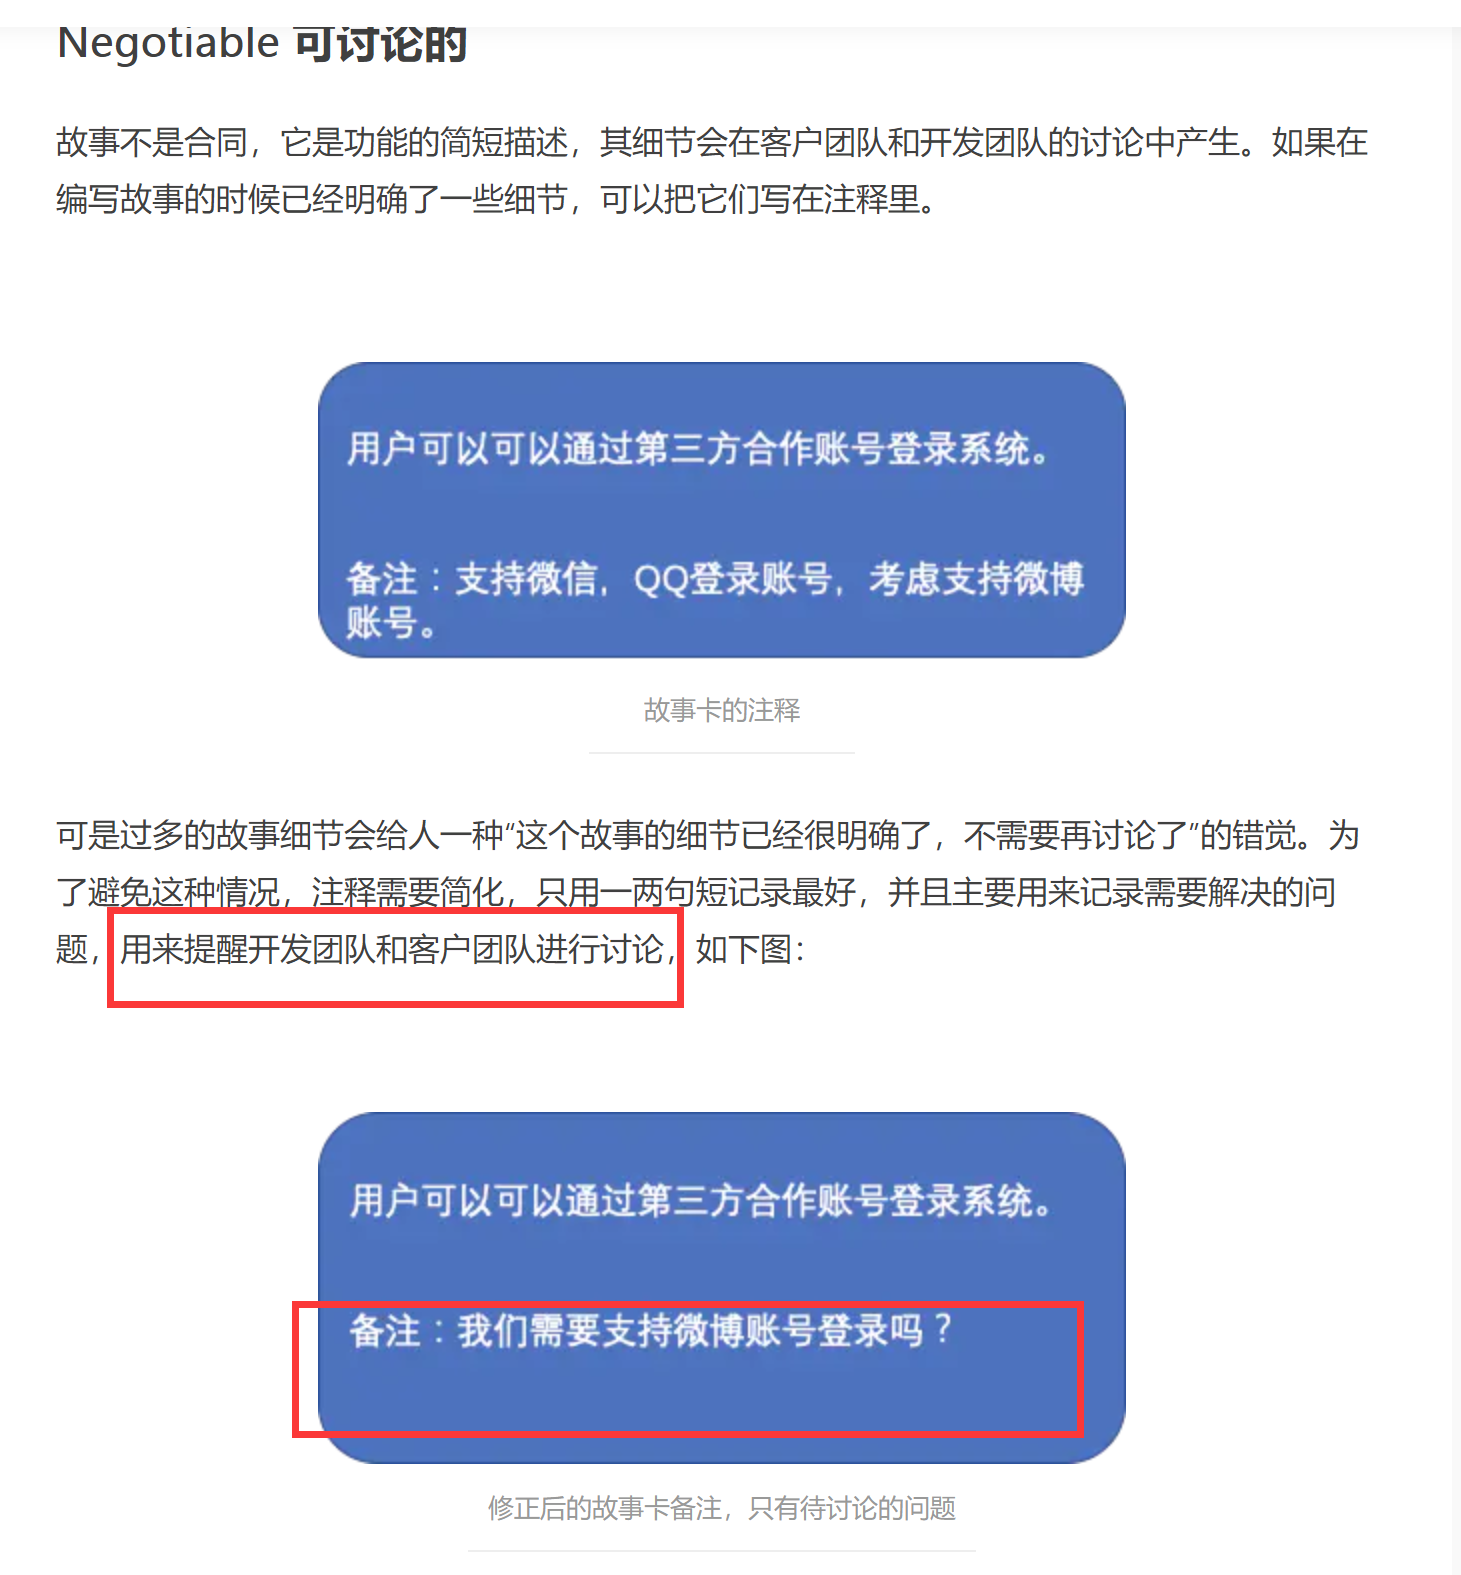 Negotiable 可讨论的
故事不是合同，它是功能的简短描述，其细节会在客户团队和开发团队的讨论中产生。如果在
编写故事的时候已经明确了一些细节，可以把它们写在注释里。
用户可以可以通过第三方合作账号登录系统。
备注：支持微信，QQ登录账号，考虑支持微博
账号。
故事卡的注释
可是过多的故事细节会给人一种“这个故事的细节已经很明确了，不需要再讨论了”的错觉。为
了避免这种情况，注释需要简化，只用一两句短记录最好，并且主要用来记录需要解决的问
题，用来提醒开发团队和客户团队进行讨论，如下图：
用户可以可以通过第三方合作账号登录系统。
备注：我们需要支持微博账号登录吗？
修正后的故事卡备注，只有待讨论的问题